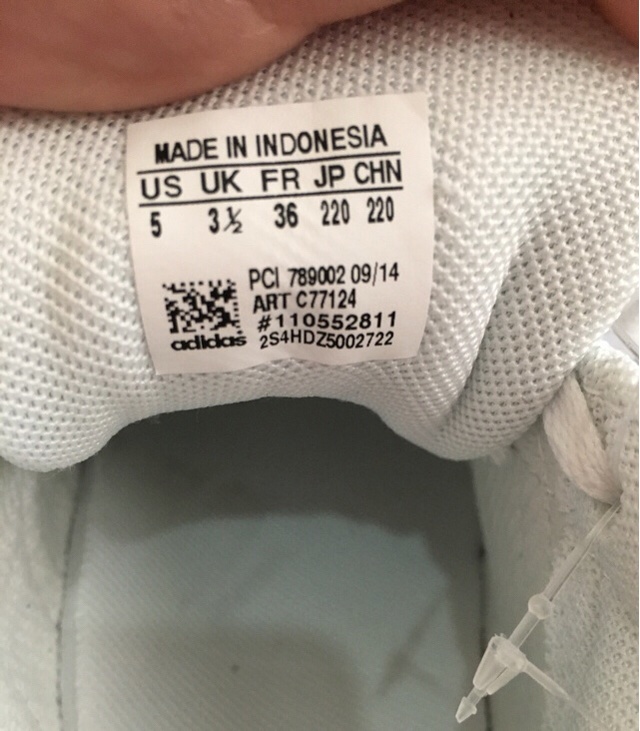 MADE IN INDONESIA
US UK FR JP CHN
5 3½ 36 220 220
PCI 789002 09/14
ART C77124
#110552811
adidas 2S4HDZ5002722